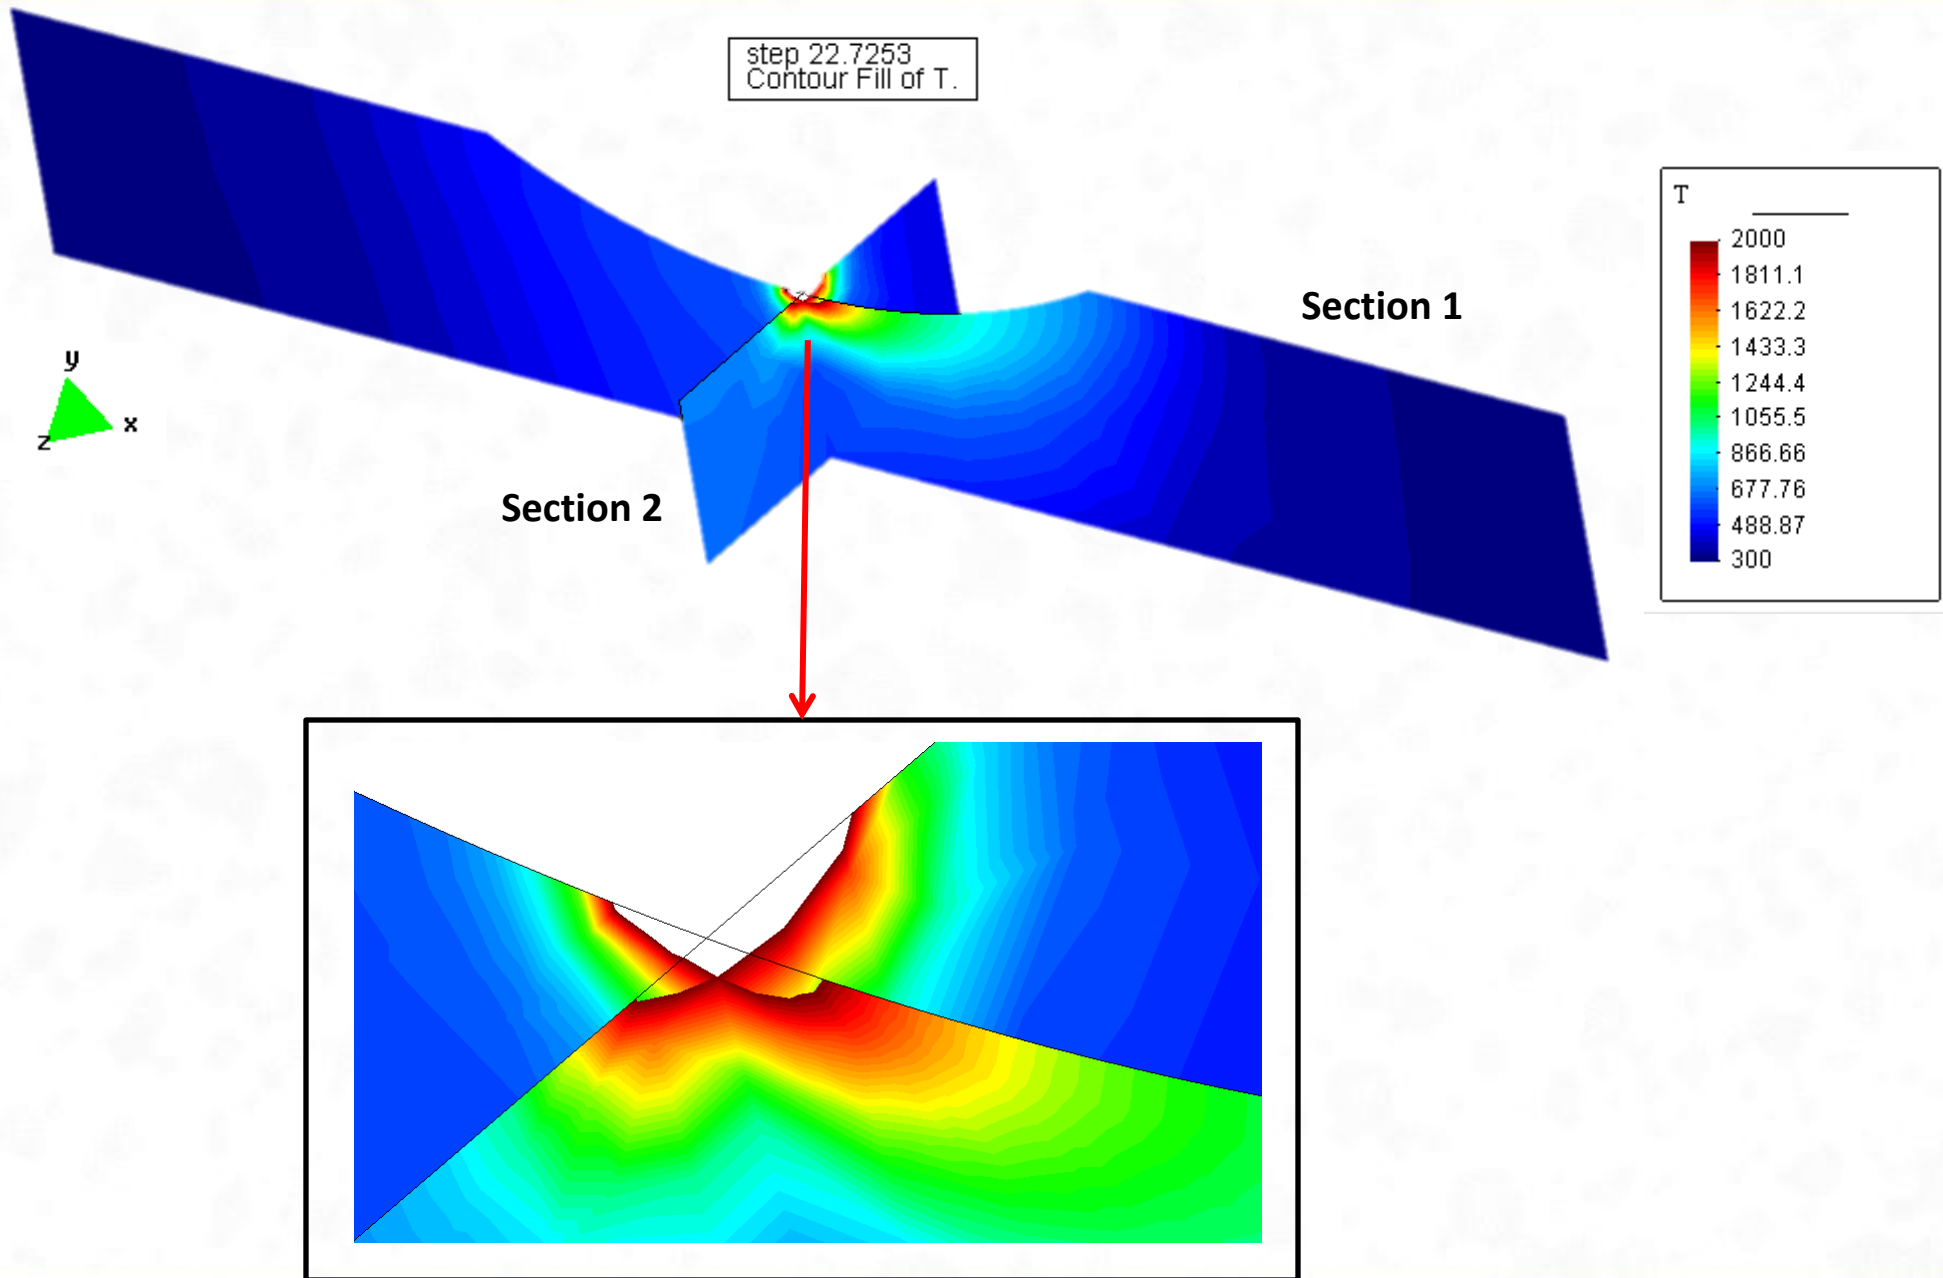 step 22.7253
Contour Fill of T.
T
2000
1811.1
1622.2
1433.3
1244.4
1055.5
866.66
677.76
488.87
300
Section 1
y
x
z
Section 2